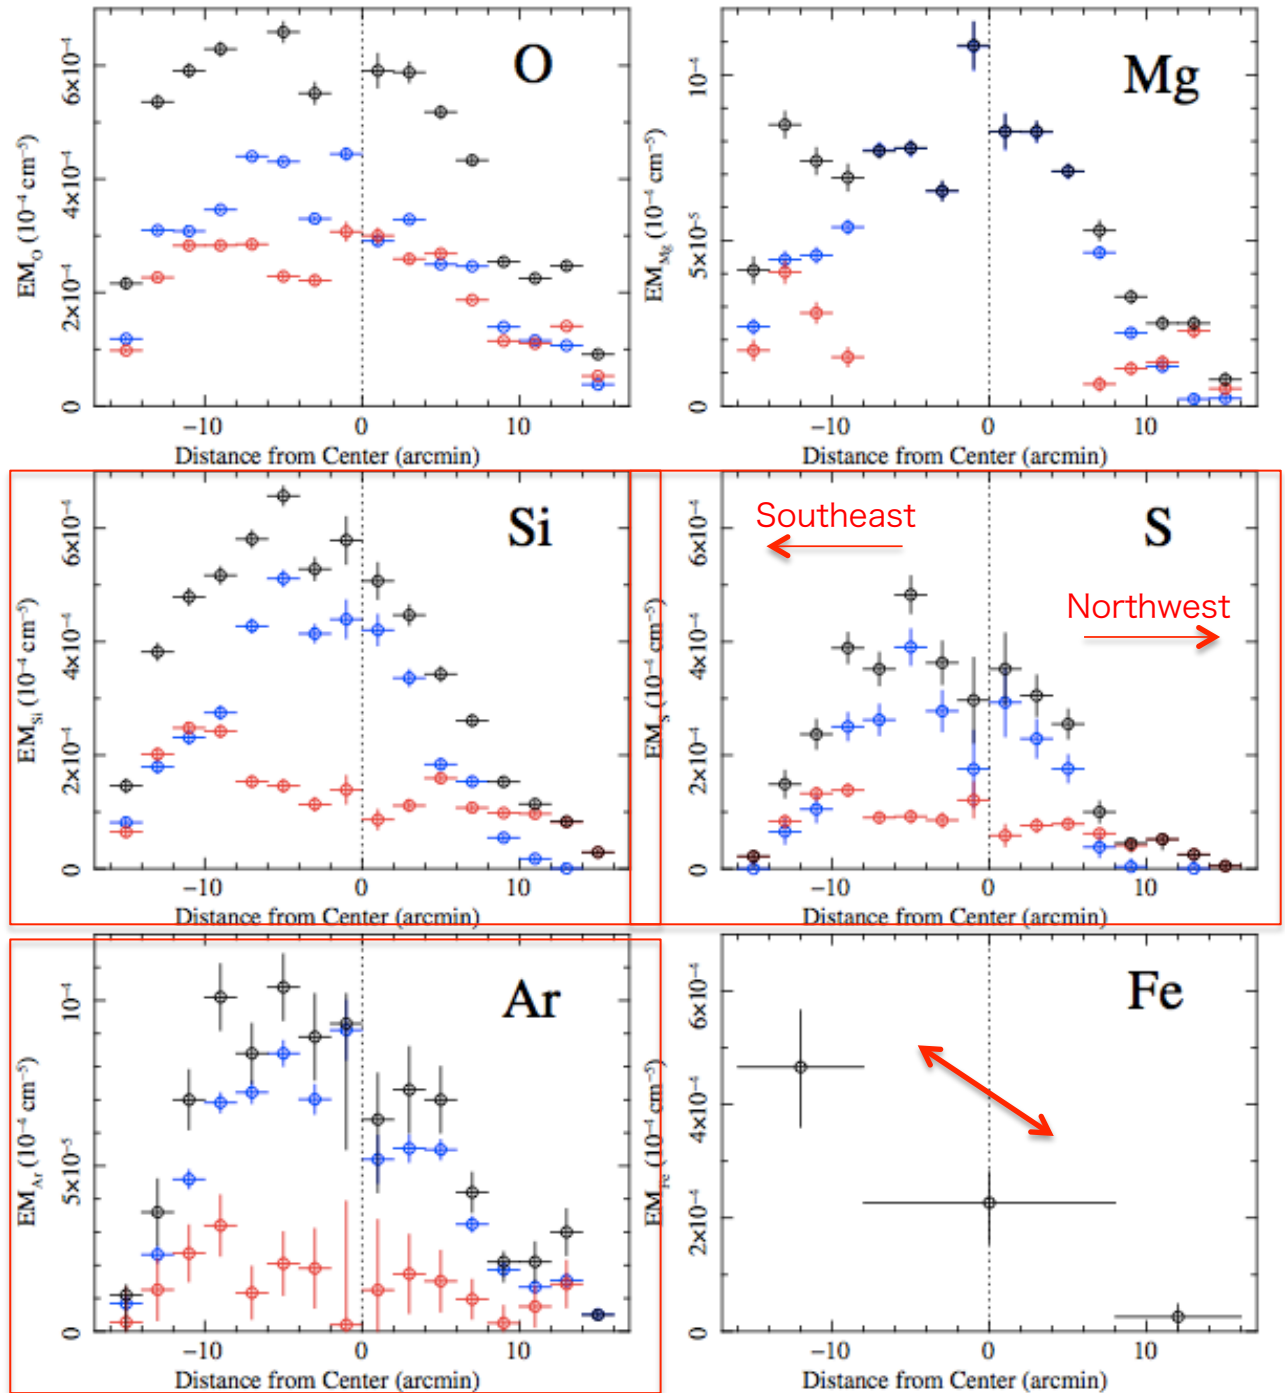 O
Mg
6×10⁻⁴
4×10⁻⁴
2×10⁻⁴
0
EM_O (10⁻⁴ cm⁻⁵)
10⁻⁴
5×10⁻⁵
0
EM_Mg (10⁻⁴ cm⁻⁵)
−10 0 10
Distance from Center (arcmin)
−10 0 10
Distance from Center (arcmin)
Si
S
Southeast
Northwest
6×10⁻⁴
4×10⁻⁴
2×10⁻⁴
0
EM_Si (10⁻⁴ cm⁻⁵)
6×10⁻⁴
4×10⁻⁴
2×10⁻⁴
0
EM_S (10⁻⁴ cm⁻⁵)
−10 0 10
Distance from Center (arcmin)
−10 0 10
Distance from Center (arcmin)
Ar
Fe
10⁻⁴
5×10⁻⁵
0
EM_Ar (10⁻⁴ cm⁻⁵)
6×10⁻⁴
4×10⁻⁴
2×10⁻⁴
0
EM_Fe (10⁻⁴ cm⁻⁵)
−10 0 10
Distance from Center (arcmin)
−10 0 10
Distance from Center (arcmin)